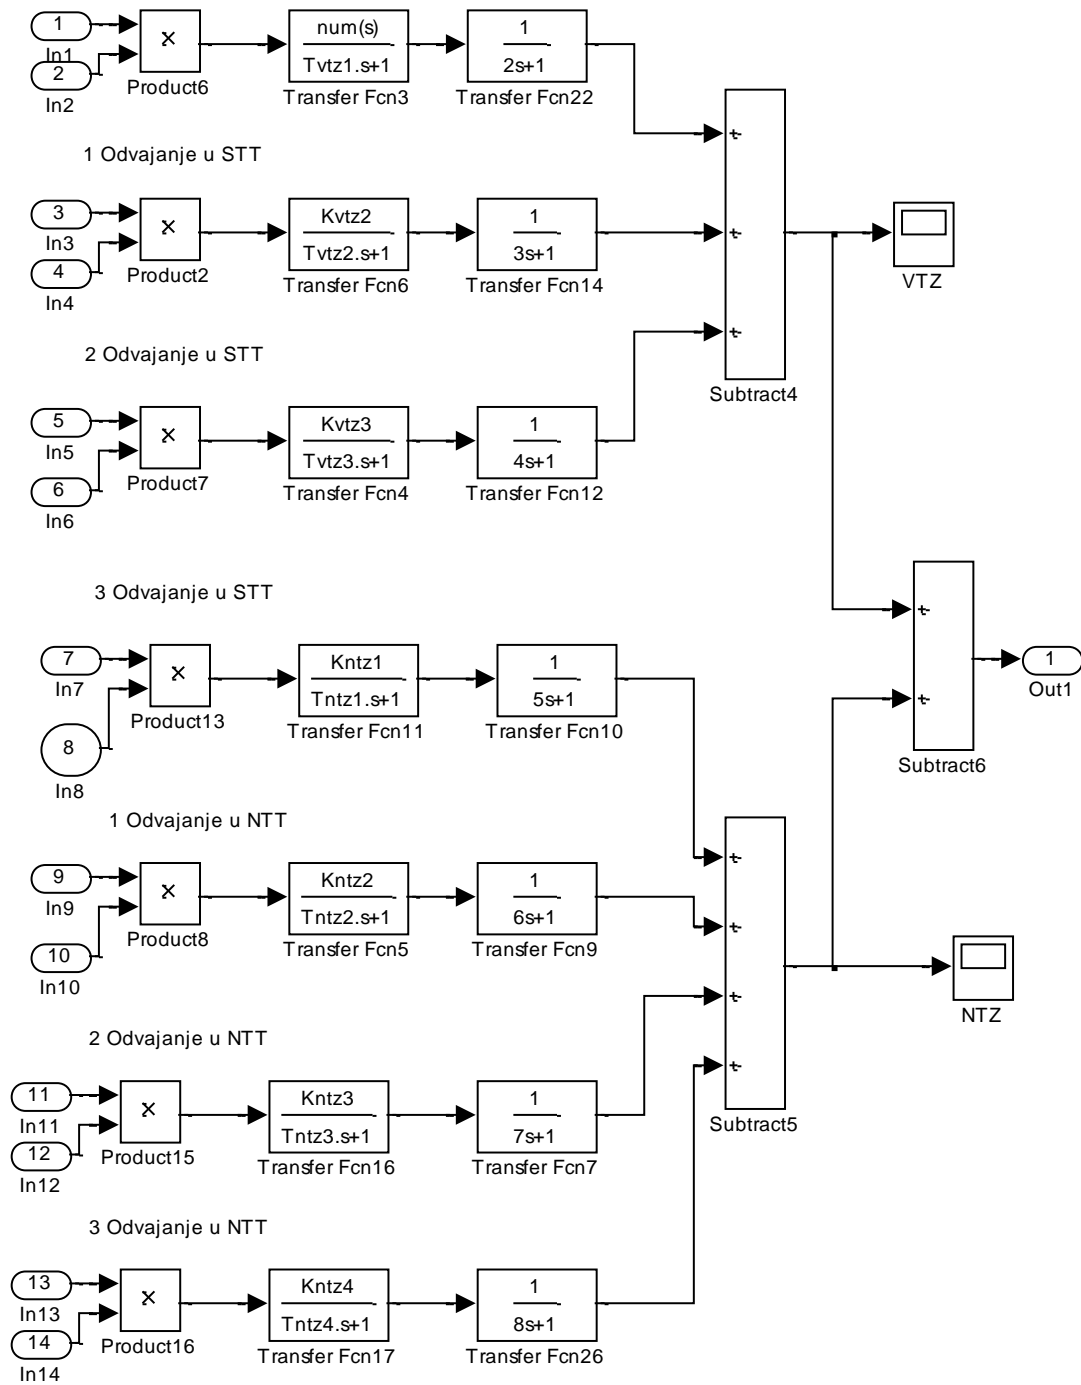 1
In1
2
In2
×
Product6
num(s)
Tvtz1.s+1
Transfer Fcn3
1
2s+1
Transfer Fcn22
1 Odvajanje u STT
3
In3
4
In4
×
Product2
Kvtz2
Tvtz2.s+1
Transfer Fcn6
1
3s+1
Transfer Fcn14
Subtract4
VTZ
2 Odvajanje u STT
5
In5
6
In6
×
Product7
Kvtz3
Tvtz3.s+1
Transfer Fcn4
1
4s+1
Transfer Fcn12
3 Odvajanje u STT
7
In7
8
In8
×
Product13
Kntz1
Tntz1.s+1
Transfer Fcn11
1
5s+1
Transfer Fcn10
Subtract6
1
Out1
1 Odvajanje u NTT
9
In9
10
In10
×
Product8
Kntz2
Tntz2.s+1
Transfer Fcn5
1
6s+1
Transfer Fcn9
Subtract5
NTZ
2 Odvajanje u NTT
11
In11
12
In12
×
Product15
Kntz3
Tntz3.s+1
Transfer Fcn16
1
7s+1
Transfer Fcn7
3 Odvajanje u NTT
13
In13
14
In14
×
Product16
Kntz4
Tntz4.s+1
Transfer Fcn17
1
8s+1
Transfer Fcn26